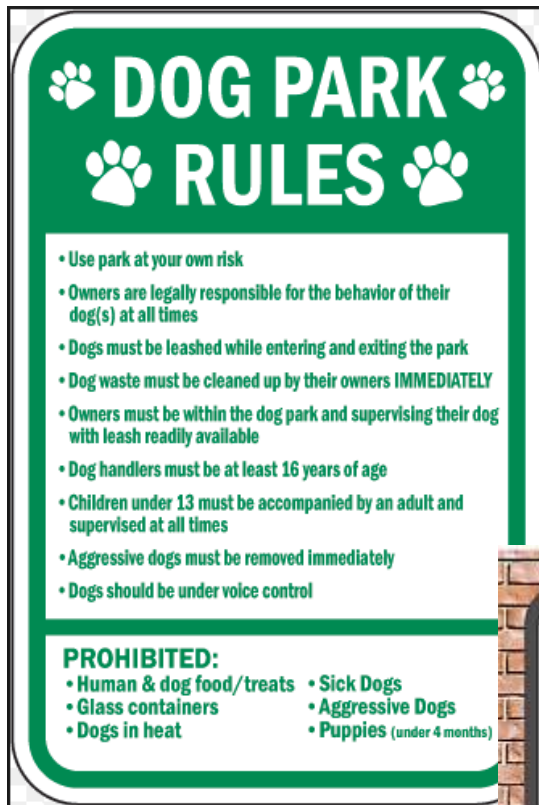 DOG PARK
RULES
• Use park at your own risk
• Owners are legally responsible for the behavior of their
dog(s) at all times
• Dogs must be leashed while entering and exiting the park
• Dog waste must be cleaned up by their owners IMMEDIATELY
• Owners must be within the dog park and supervising their dog
with leash readily available
• Dog handlers must be at least 16 years of age
• Children under 13 must be accompanied by an adult and
supervised at all times
• Aggressive dogs must be removed immediately
• Dogs should be under voice control
PROHIBITED:
• Human & dog food/treats • Sick Dogs
• Glass containers • Aggressive Dogs
• Dogs in heat • Puppies (under 4 months)